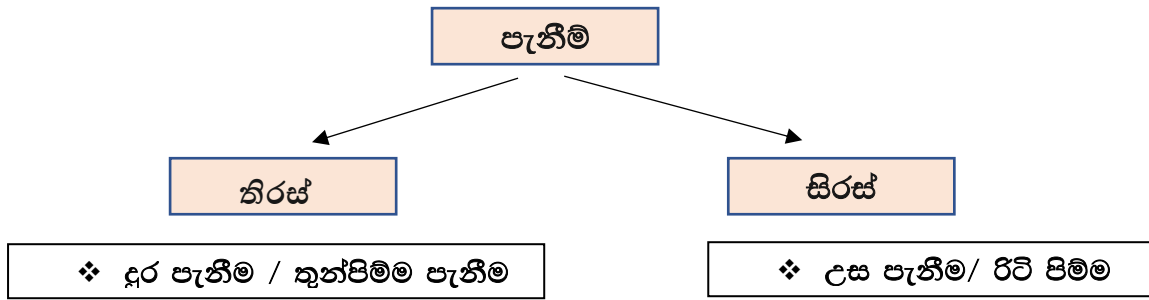 පැනීම්
තිරස්
සිරස්
❖ දුර පැනීම / තුන්පිම්ම පැනීම
❖ උස පැනීම/ රිටි පිම්ම